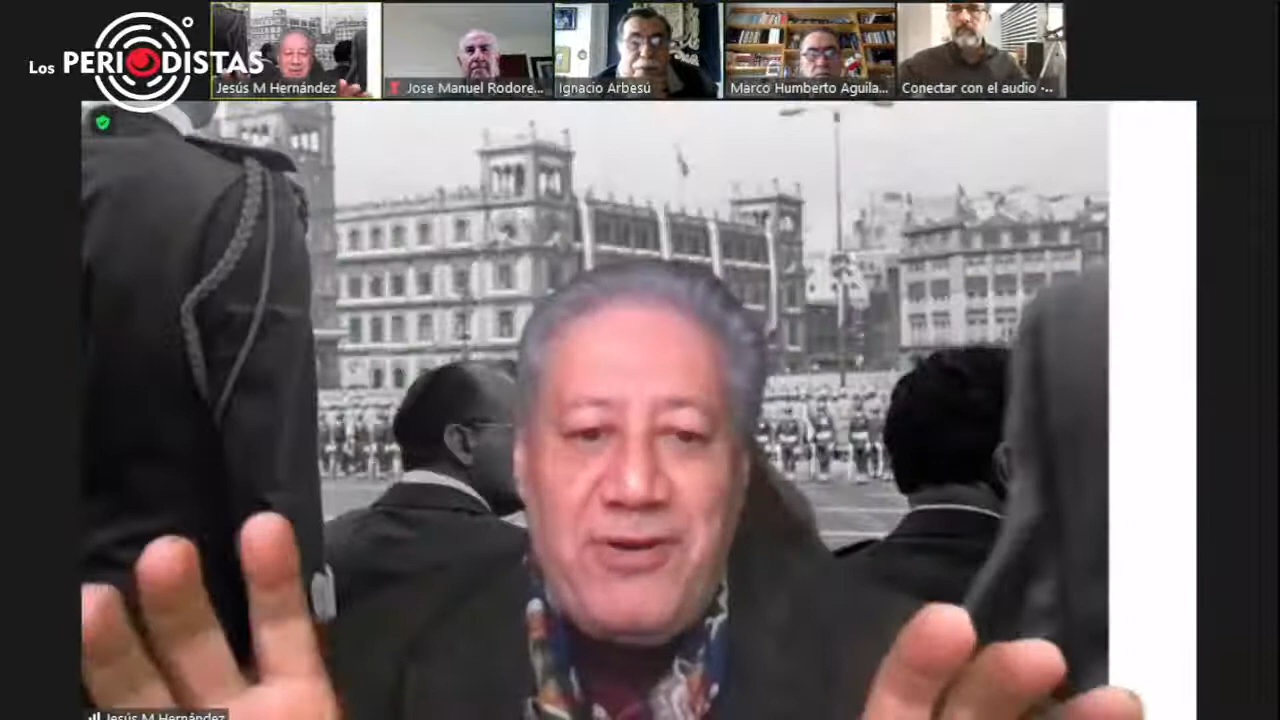 Los PERIODISTAS
Jesús M Hernández
Jose Manuel Rodore...
Ignacio Arbesú
Marco Humberto Aguila...
Conectar con el audio ·...
Jesús M Hernández